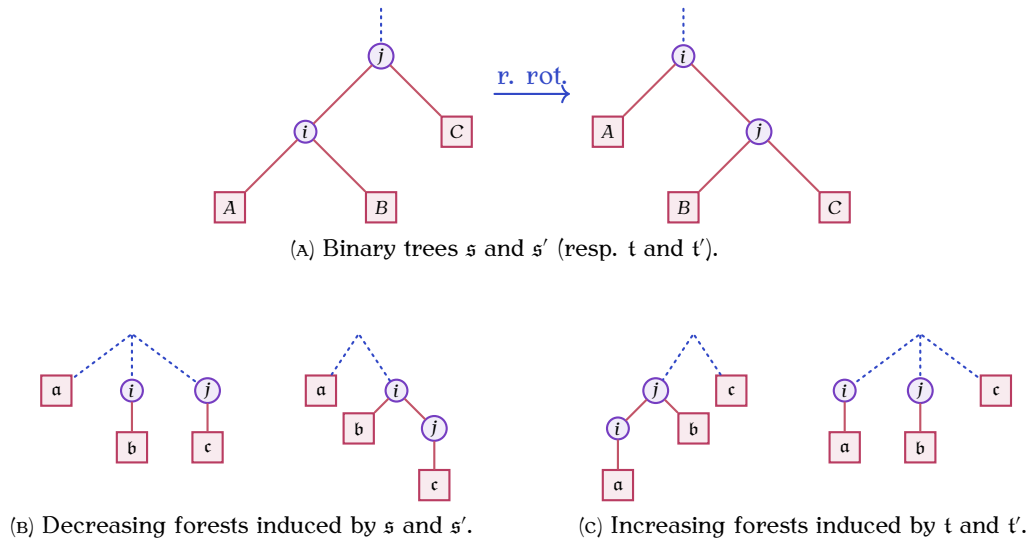 j
r. rot.
i
i
C
A
j
A
B
B
C
(A) Binary trees 𝔰 and 𝔰′ (resp. 𝔱 and 𝔱′).
𝔞 i j
𝔟 𝔠
𝔞 i
𝔟 j
𝔠
j 𝔠
i 𝔟
𝔞
i j 𝔠
𝔞 𝔟
(B) Decreasing forests induced by 𝔰 and 𝔰′.
(C) Increasing forests induced by 𝔱 and 𝔱′.